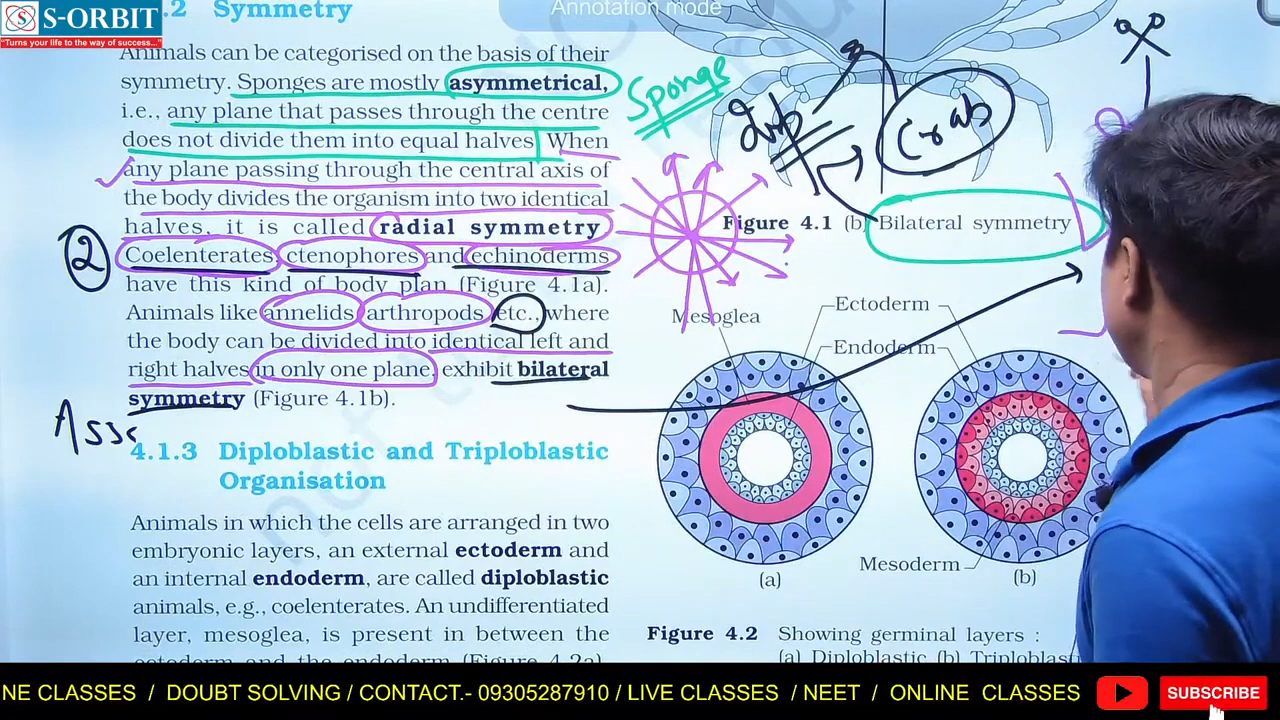 S-ORBIT
"Turns your life to the way of success..."
Annotation mode
.2 Symmetry
Animals can be categorised on the basis of their
symmetry. Sponges are mostly asymmetrical,
i.e., any plane that passes through the centre
does not divide them into equal halves. When
any plane passing through the central axis of
the body divides the organism into two identical
halves, it is called radial symmetry
Coelenterates, ctenophores and echinoderms
have this kind of body plan (Figure 4.1a).
Animals like annelids, arthropods, etc., where
the body can be divided into identical left and
right halves in only one plane, exhibit bilateral
symmetry (Figure 4.1b).
2
4.1.3 Diploblastic and Triploblastic
Organisation
Animals in which the cells are arranged in two
embryonic layers, an external ectoderm and
an internal endoderm, are called diploblastic
animals, e.g., coelenterates. An undifferentiated
layer, mesoglea, is present in between the
ectoderm and the endoderm (Figure 4.2a).
Sponge
Crab
Figure 4.1 (b) Bilateral symmetry
Mesoglea
Ectoderm
Endoderm
Mesoderm
(a)
(b)
Figure 4.2 Showing germinal layers :
(a) Diploblastic (b) Triploblasti
NE CLASSES / DOUBT SOLVING / CONTACT.- 09305287910 / LIVE CLASSES / NEET / ONLINE CLASSES
SUBSCRIBE